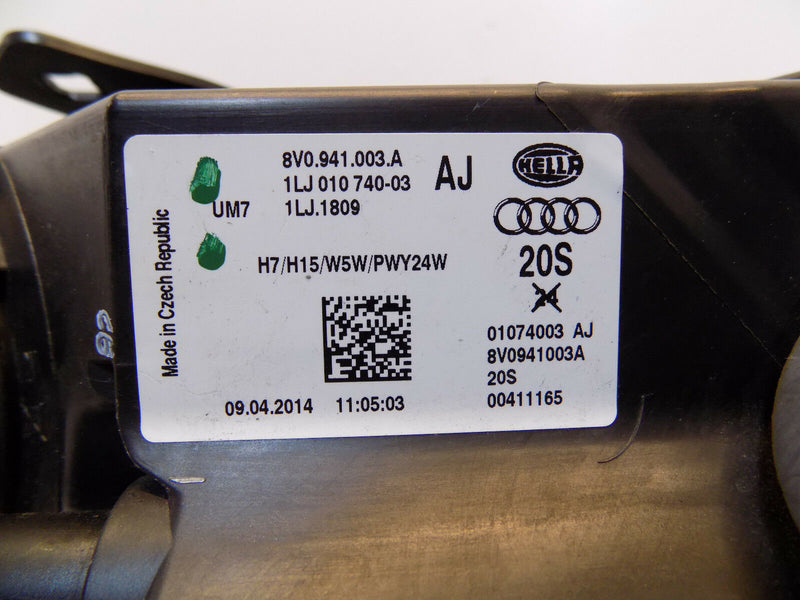 8V0.941.003.A
1LJ 010 740-03
AJ
HELLA
UM7
1LJ.1809
Made in Czech Republic
H7/H15/W5W/PWY24W
20S
24
01074003 AJ
8V0941003A
20S
00411165
09.04.2014 11:05:03